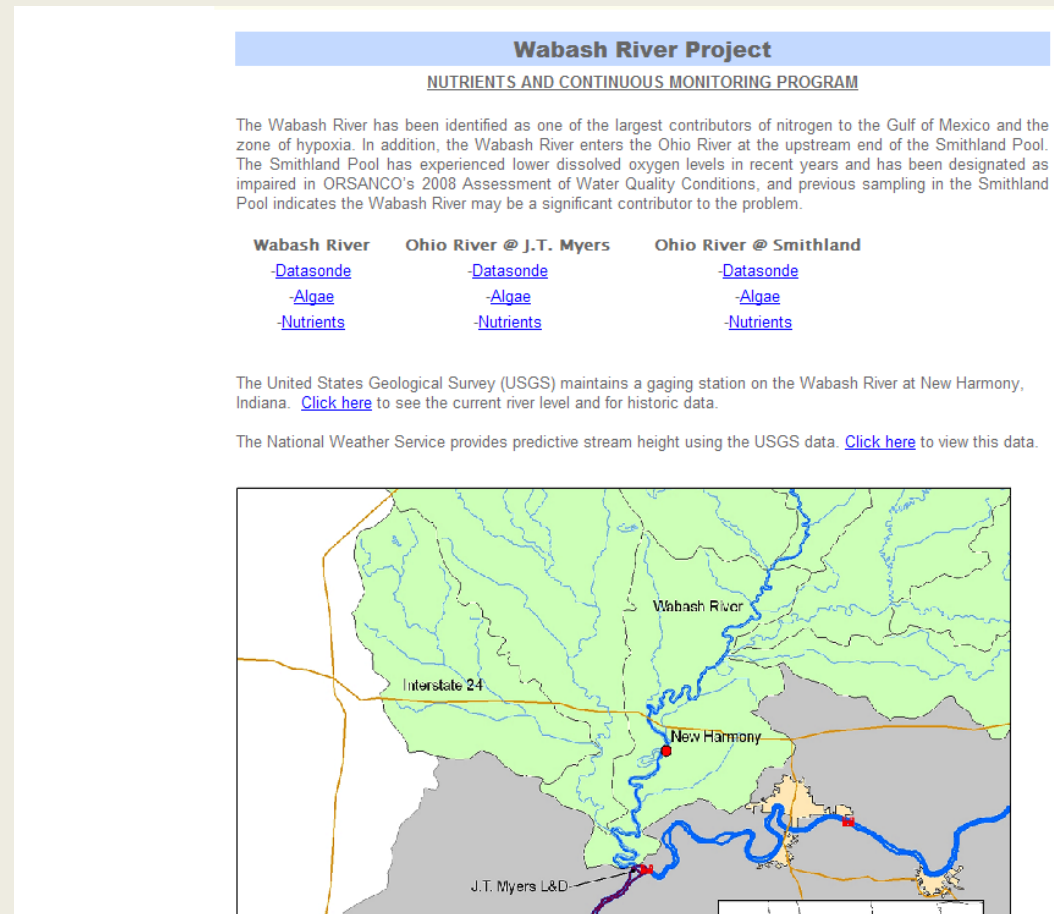 Wabash River Project
NUTRIENTS AND CONTINUOUS MONITORING PROGRAM
The Wabash River has been identified as one of the largest contributors of nitrogen to the Gulf of Mexico and the
zone of hypoxia. In addition, the Wabash River enters the Ohio River at the upstream end of the Smithland Pool.
The Smithland Pool has experienced lower dissolved oxygen levels in recent years and has been designated as
impaired in ORSANCO's 2008 Assessment of Water Quality Conditions, and previous sampling in the Smithland
Pool indicates the Wabash River may be a significant contributor to the problem.
Wabash River Ohio River @ J.T. Myers Ohio River @ Smithland
-Datasonde -Datasonde -Datasonde
-Algae -Algae -Algae
-Nutrients -Nutrients -Nutrients
The United States Geological Survey (USGS) maintains a gaging station on the Wabash River at New Harmony,
Indiana. Click here to see the current river level and for historic data.
The National Weather Service provides predictive stream height using the USGS data. Click here to view this data.
Wabash River
Interstate 24
New Harmony
J.T. Myers L&D